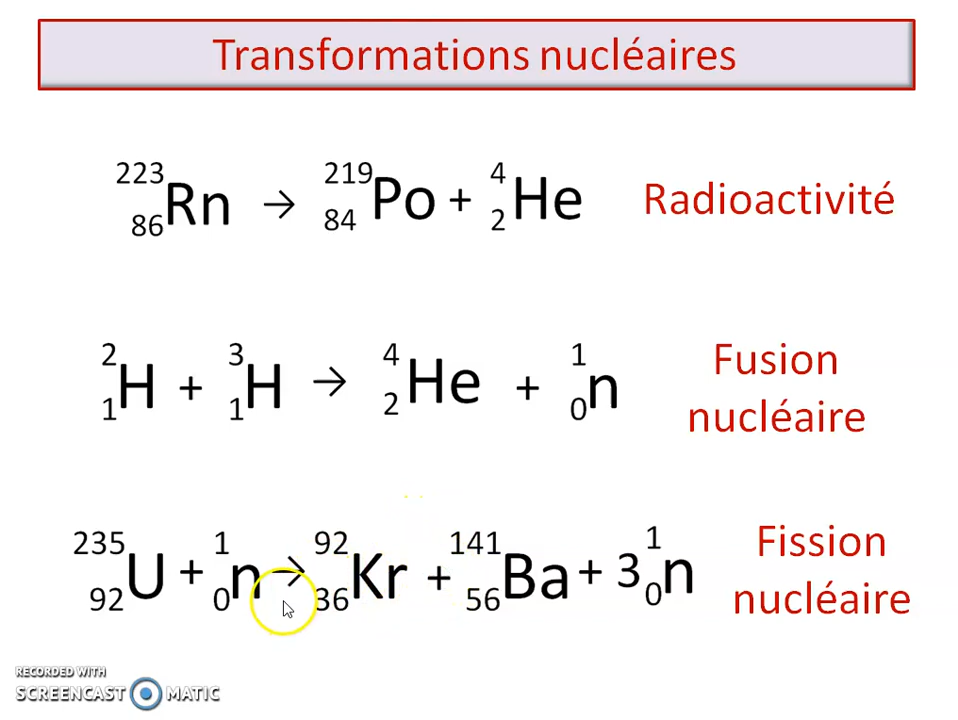 Transformations nucléaires
²²³₈₆Rn → ²¹⁹₈₄Po + ⁴₂He Radioactivité
²₁H + ³₁H → ⁴₂He + ¹₀n Fusion nucléaire
²³⁵₉₂U + ¹₀n → ⁹²₃₆Kr + ¹⁴¹₅₆Ba + 3¹₀n Fission nucléaire
RECORDED WITH
SCREENCAST MATIC